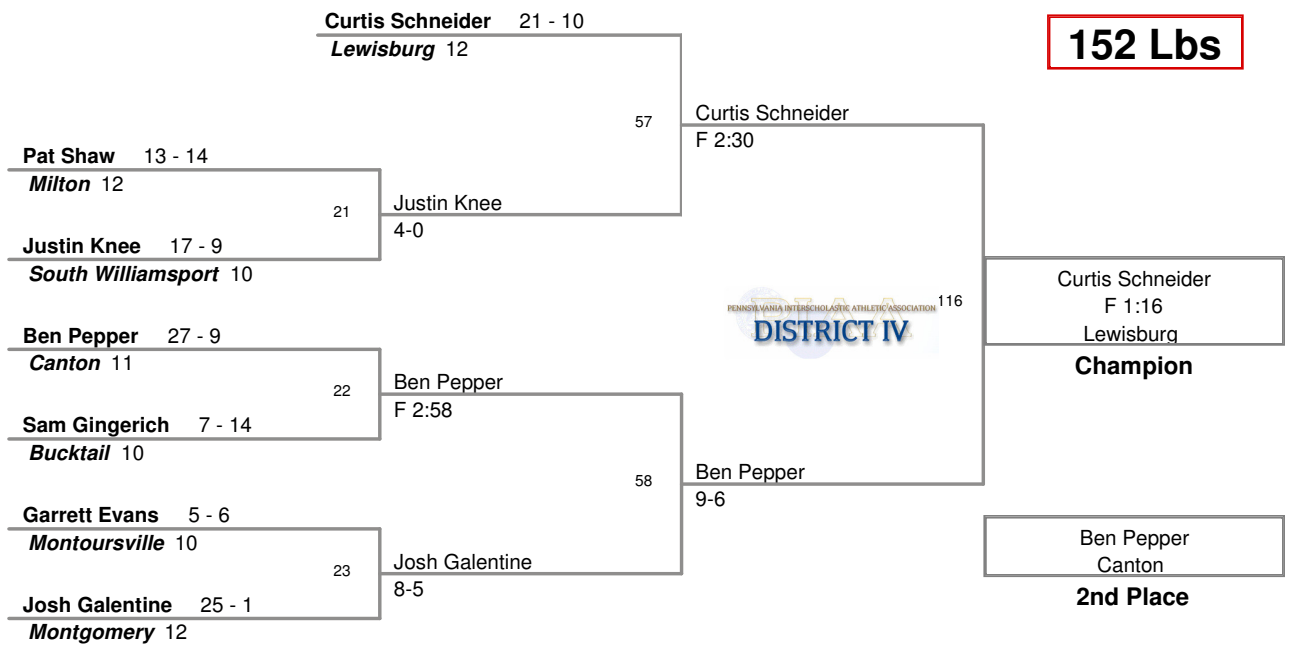 Curtis Schneider 21 - 10
Lewisburg 12
152 Lbs
57
Curtis Schneider
F 2:30
Pat Shaw 13 - 14
Milton 12
21
Justin Knee
4-0
Justin Knee 17 - 9
South Williamsport 10
Curtis Schneider
F 1:16
Lewisburg
Champion
PENNSYLVANIA INTERSCHOLASTIC ATHLETIC ASSOCIATION
PIAA
DISTRICT IV
116
Ben Pepper 27 - 9
Canton 11
22
Ben Pepper
F 2:58
Sam Gingerich 7 - 14
Bucktail 10
58
Ben Pepper
9-6
Garrett Evans 5 - 6
Montoursville 10
23
Josh Galentine
8-5
Josh Galentine 25 - 1
Montgomery 12
Ben Pepper
Canton
2nd Place